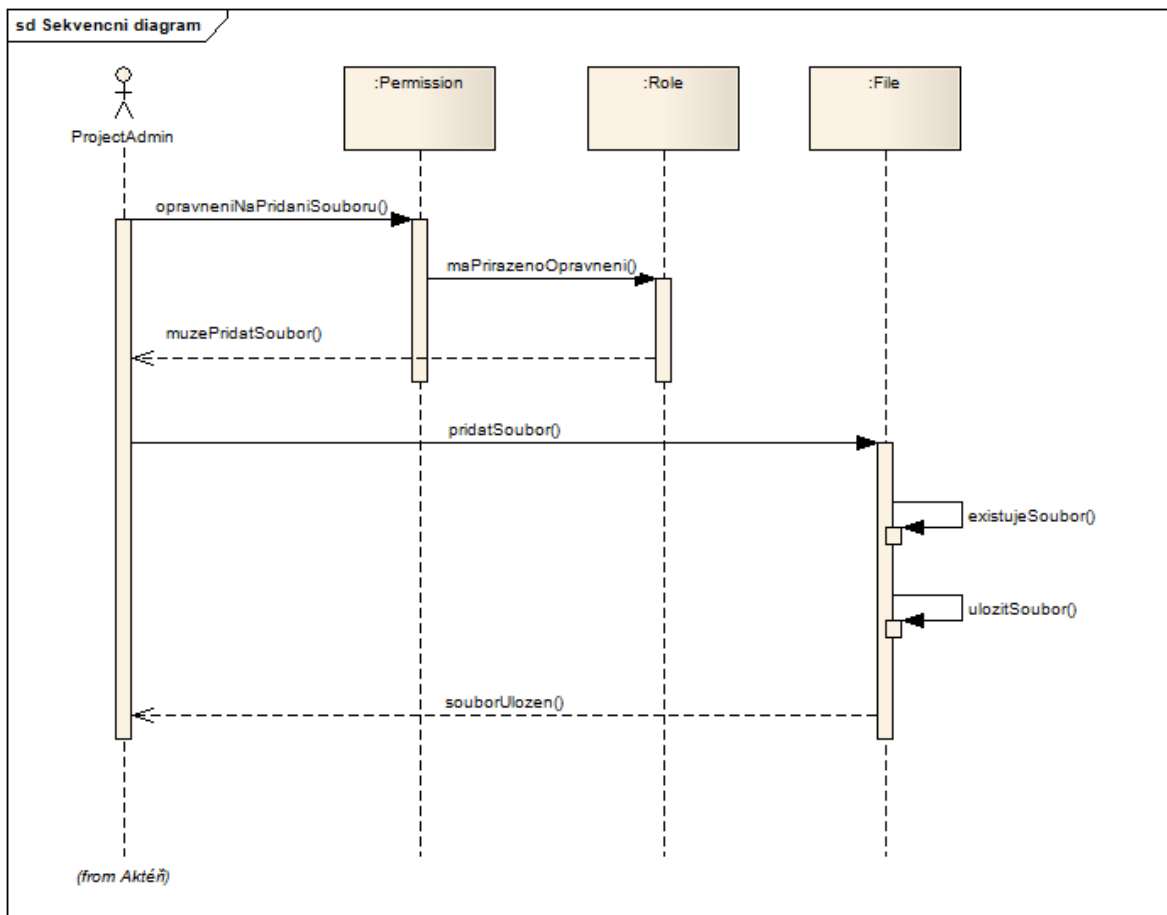 sd Sekvencni diagram
:Permission
:Role
:File
ProjectAdmin
opravneniNaPridaniSouboru()
maPrirazenoOpravneni()
muzePridatSoubor()
pridatSoubor()
existujeSoubor()
ulozitSoubor()
souborUlozen()
(from Aktéři)